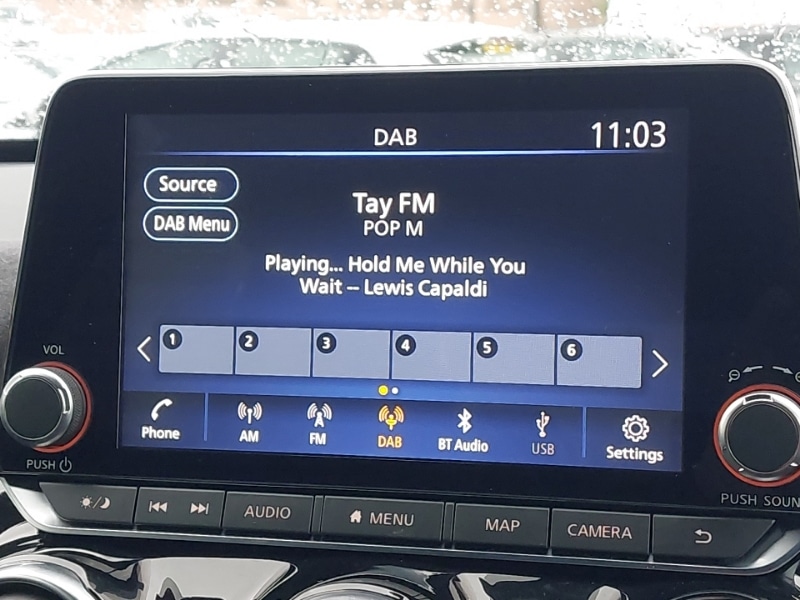 DAB
11:03
Source
DAB Menu
Tay FM
POP M
Playing... Hold Me While You
Wait – Lewis Capaldi
1 2 3 4 5 6
Phone
AM
FM
DAB
BT Audio
USB
Settings
VOL
PUSH
PUSH SOUN
AUDIO
MENU
MAP
CAMERA